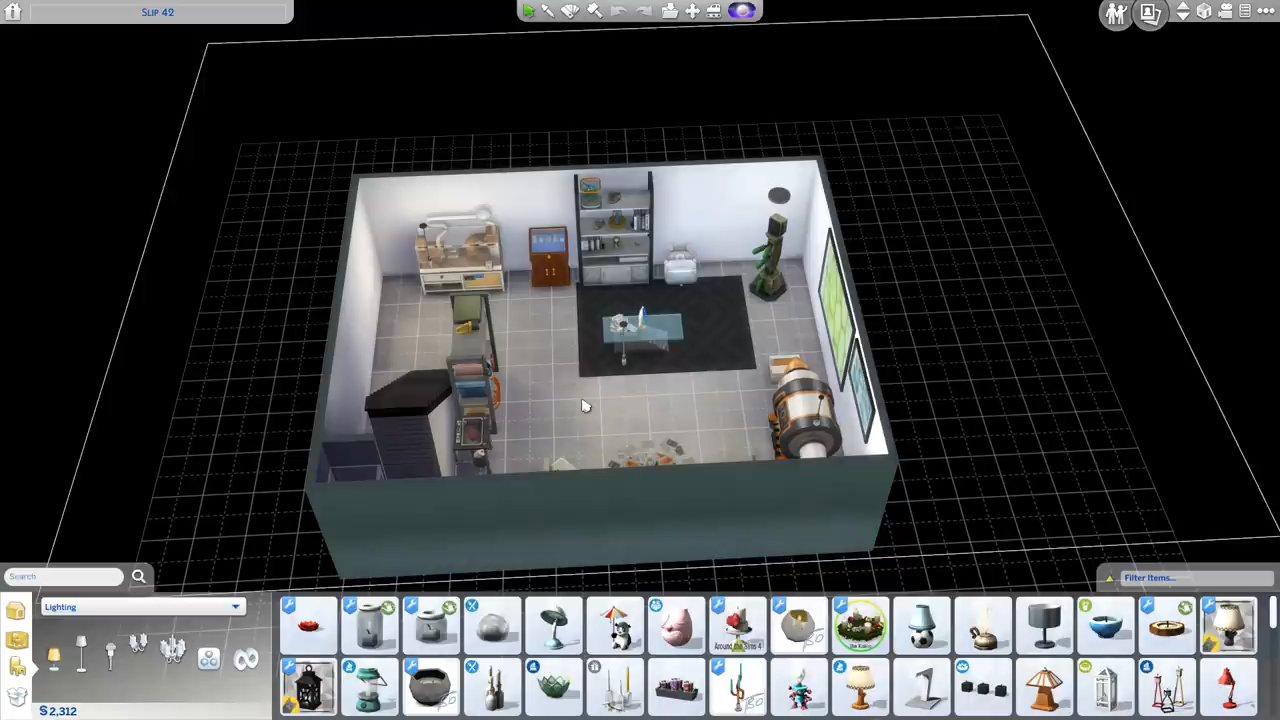 SLIP 42
Search
Filter Items...
Lighting
Around the Sims 4
$2,312